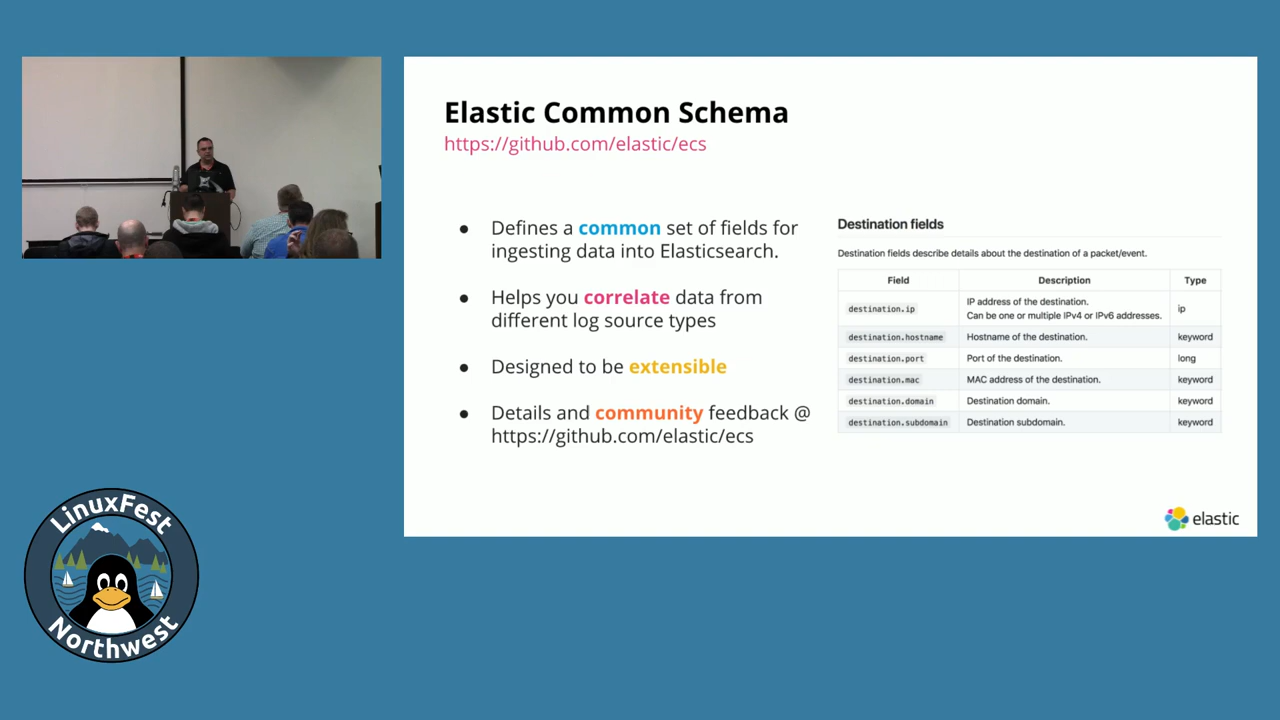 Elastic Common Schema
https://github.com/elastic/ecs
● Defines a common set of fields for
ingesting data into Elasticsearch.
● Helps you correlate data from
different log source types
● Designed to be extensible
● Details and community feedback @
https://github.com/elastic/ecs
Destination fields
Destination fields describe details about the destination of a packet/event.
Field Description Type
destination.ip IP address of the destination.
Can be one or multiple IPv4 or IPv6 addresses. ip
destination.hostname Hostname of the destination. keyword
destination.port Port of the destination. long
destination.mac MAC address of the destination. keyword
destination.domain Destination domain. keyword
destination.subdomain Destination subdomain. keyword
elastic
LinuxFest
Northwest